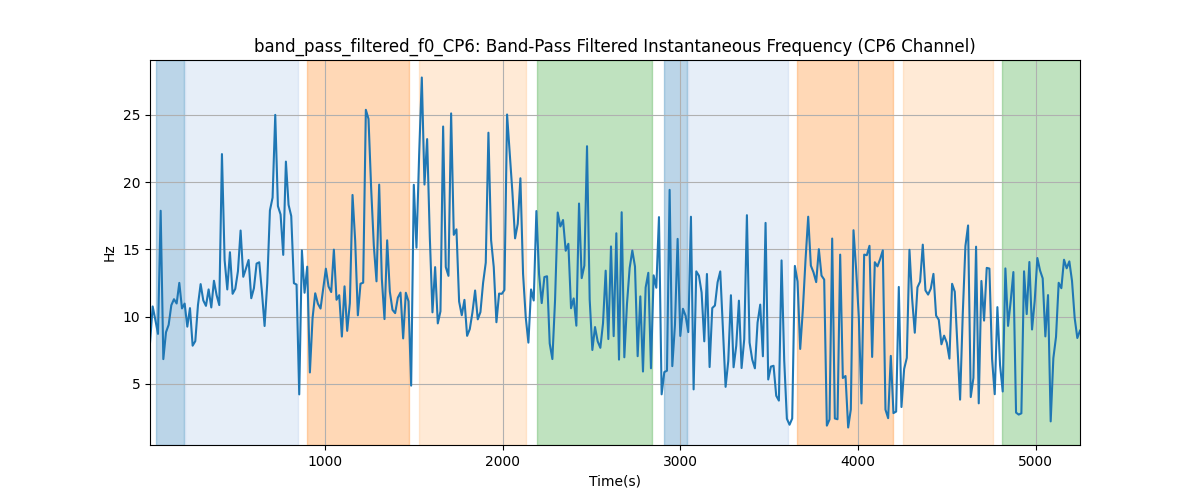 band_pass_filtered_f0_CP6: Band-Pass Filtered Instantaneous Frequency (CP6 Channel)
25
20
15
10
5
Hz
1000 2000 3000 4000 5000
Time(s)